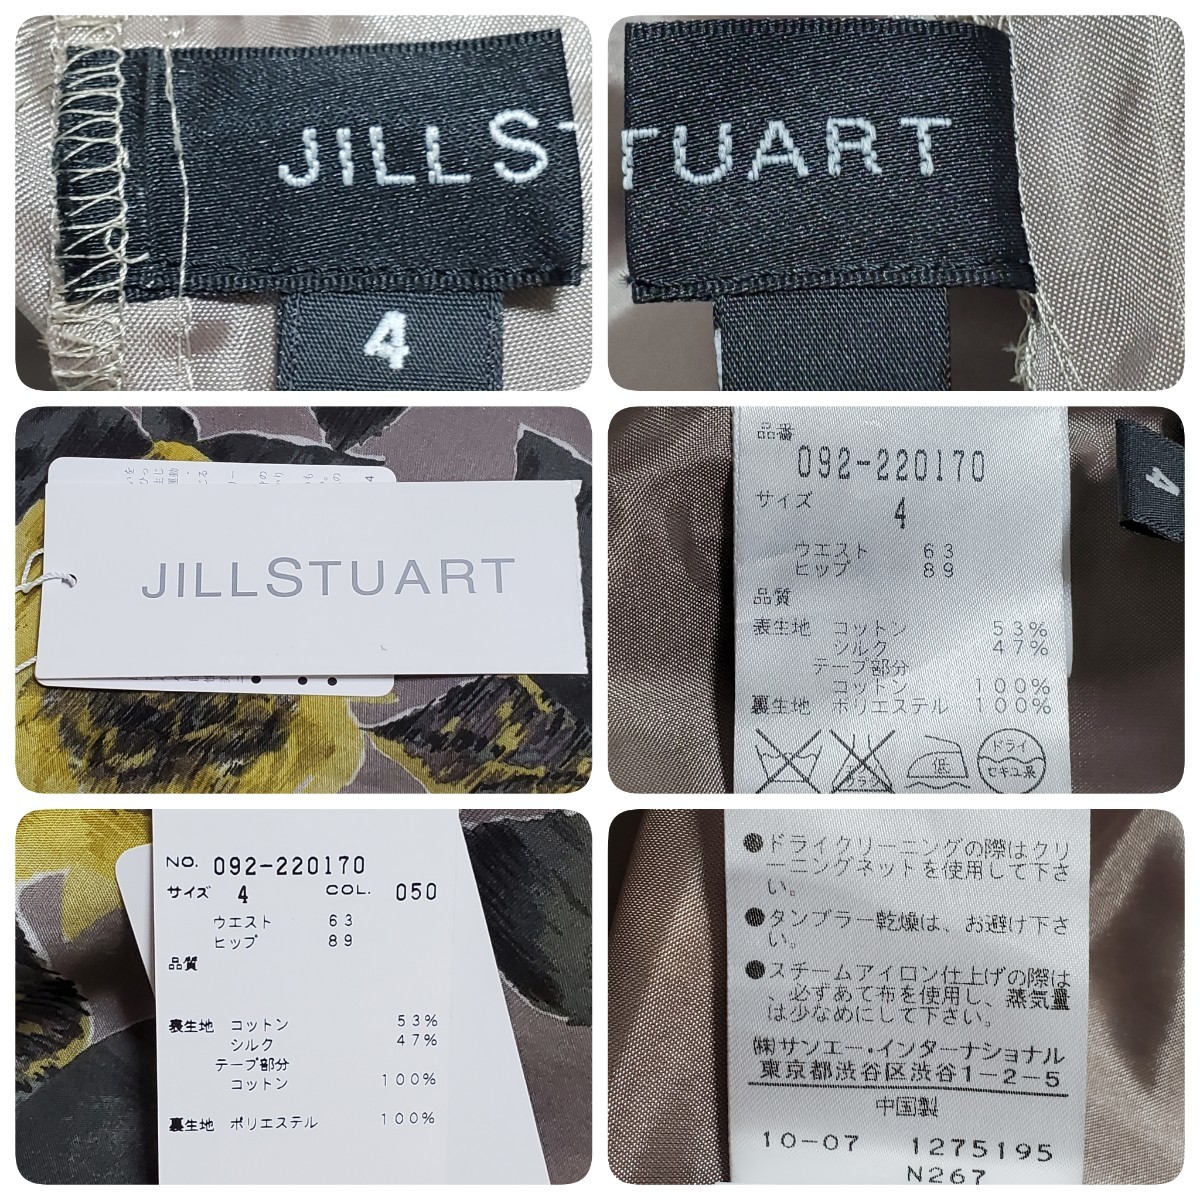 JILLS
4
TUART
JILLSTUART
品番
092-220170
サイズ
4
ウエスト 63
ヒップ 89
品質
表生地 コットン 53%
シルク 47%
テープ部分
コットン 100%
裏生地 ポリエステル 100%
低
ドライ
セキユ系
4
NO. 092-220170
サイズ 4 COL. 050
ウエスト 63
ヒップ 89
品質
表生地 コットン 53%
シルク 47%
テープ部分
コットン 100%
裏生地 ポリエステル 100%
●ドライクリーニングの際はクリ
ーニングネットを使用して下さ
い。
●タンブラー乾燥は、お避け下さ
い。
●スチームアイロン仕上げの際は
、必ずあて布を使用し、蒸気量
は少なめにして下さい。
㈱サンエー・インターナショナル
東京都渋谷区渋谷1-2-5
中国製
10-07 1275195
N267